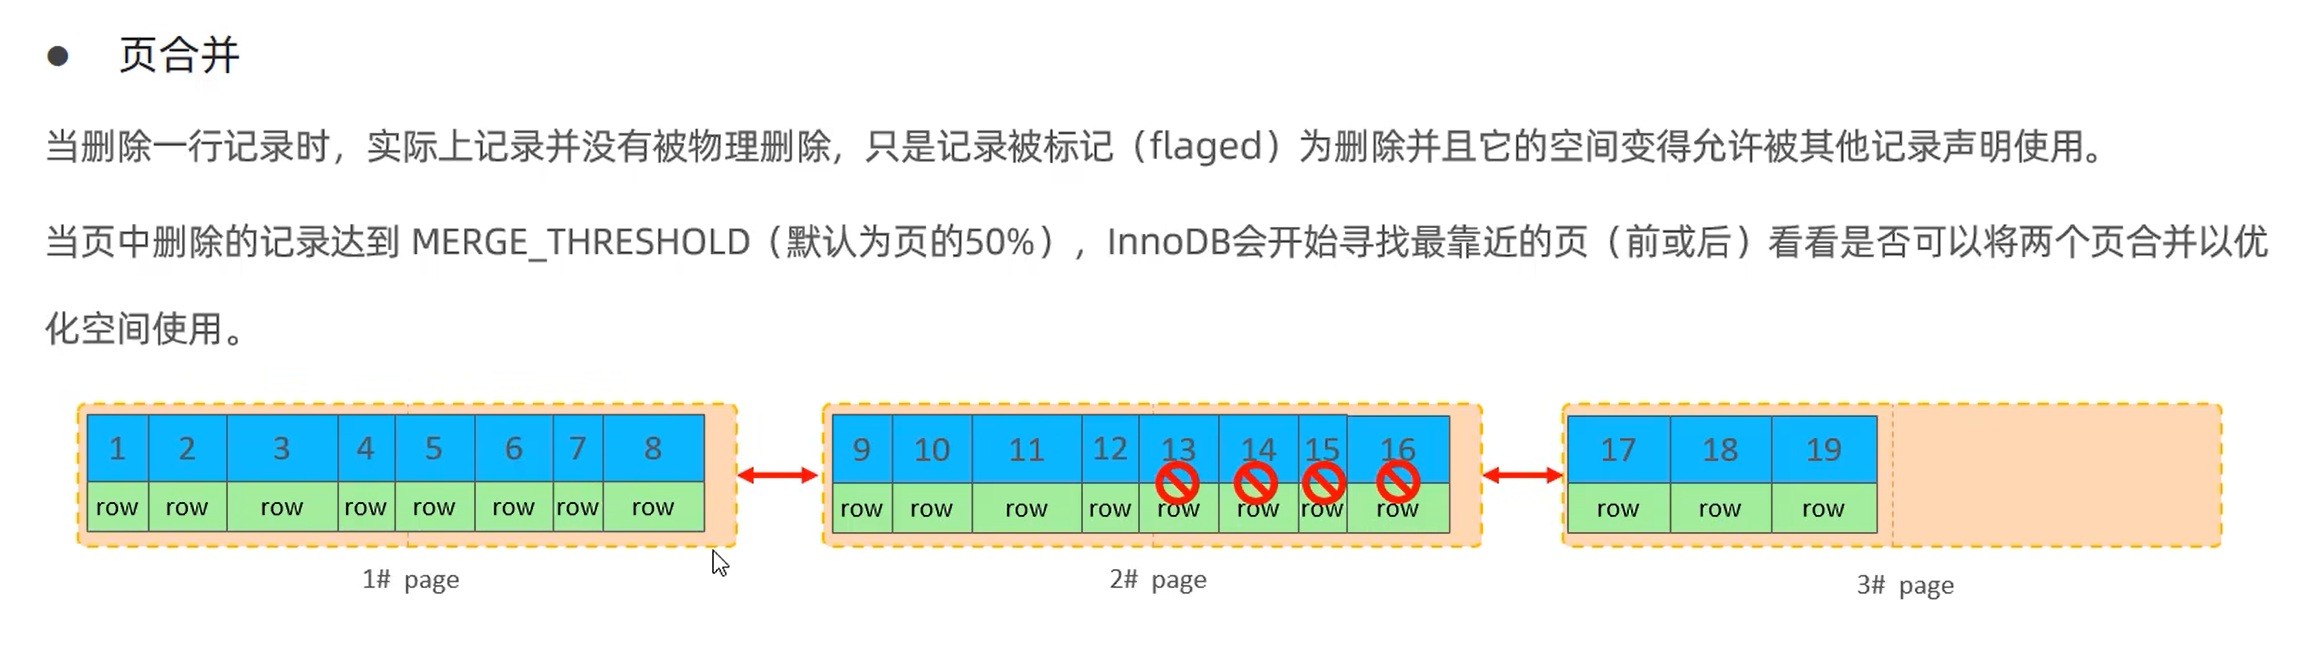 ● 页合并
当删除一行记录时，实际上记录并没有被物理删除，只是记录被标记（flaged）为删除并且它的空间变得允许被其他记录声明使用。
当页中删除的记录达到 MERGE_THRESHOLD（默认为页的50%），InnoDB会开始寻找最靠近的页（前或后）看看是否可以将两个页合并以优
化空间使用。
1 2 3 4 5 6 7 8
row row row row row row row row
1# page
9 10 11 12 13 14 15 16
row row row row row row row row
2# page
17 18 19
row row row
3# page